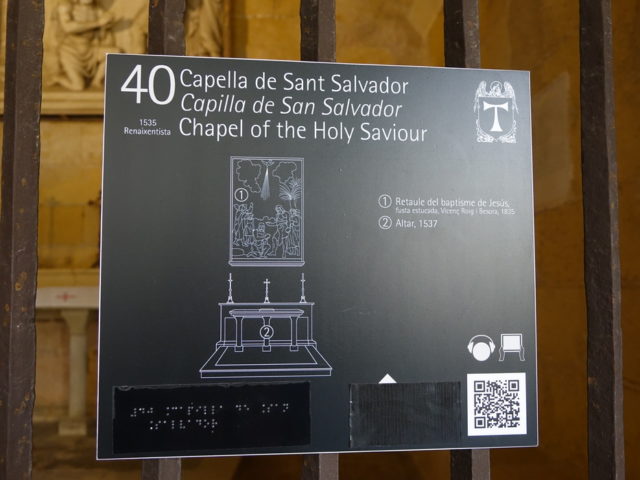 40 Capella de Sant Salvador
Capilla de San Salvador
1535
Renaixentista
Chapel of the Holy Saviour
1
1 Retaule del baptisme de Jesús,
fusta estucada, Vicenç Roig i Besura, 1835
2 Altar, 1537
2